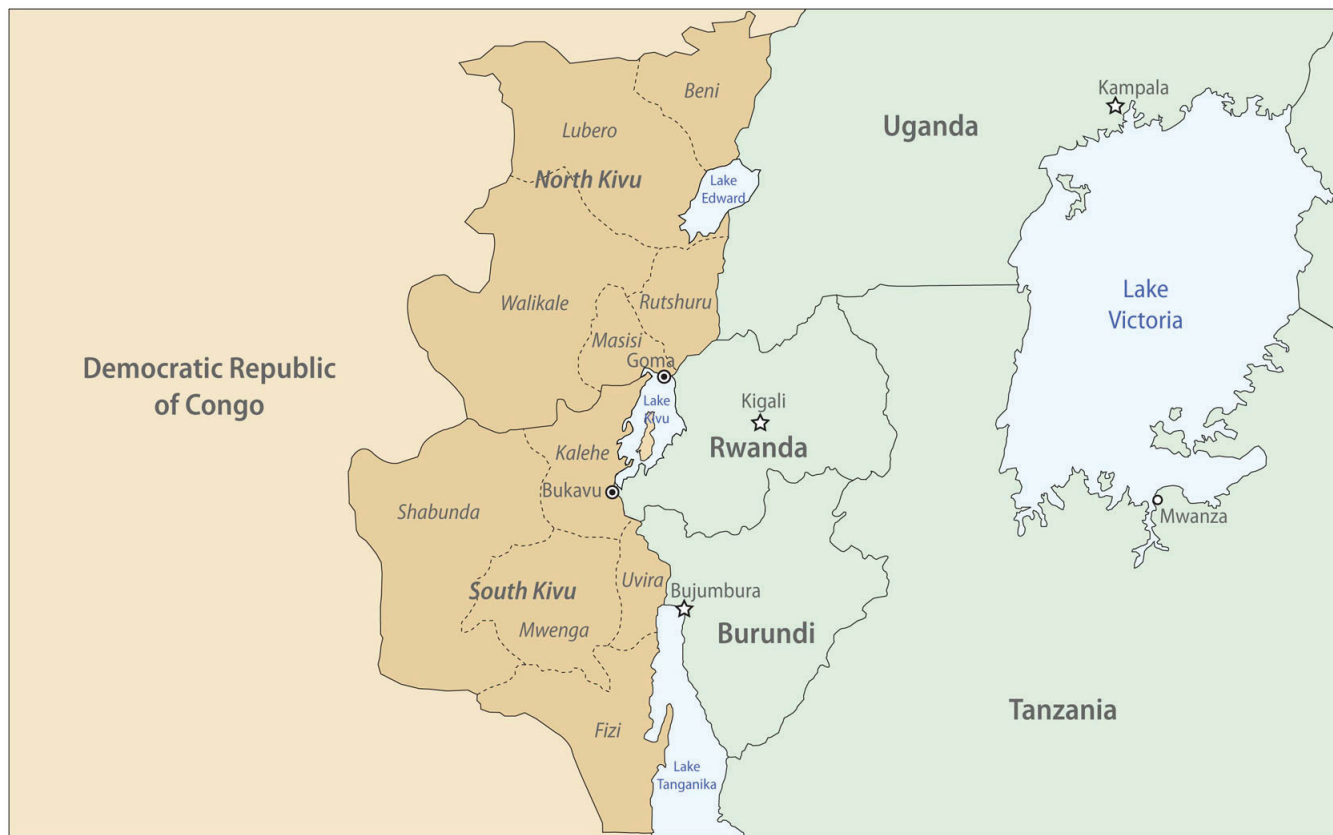 Beni
Kampala
Lubero
Uganda
North Kivu
Lake
Edward
Walikale
Rutshuru
Lake
Victoria
Masisi
Goma
Democratic Republic
of Congo
Lake
Kivu
Kigali
Rwanda
Kalehe
Bukavu
Shabunda
Mwanza
Uvira
South Kivu
Bujumbura
Mwenga
Burundi
Tanzania
Fizi
Lake
Tanganika